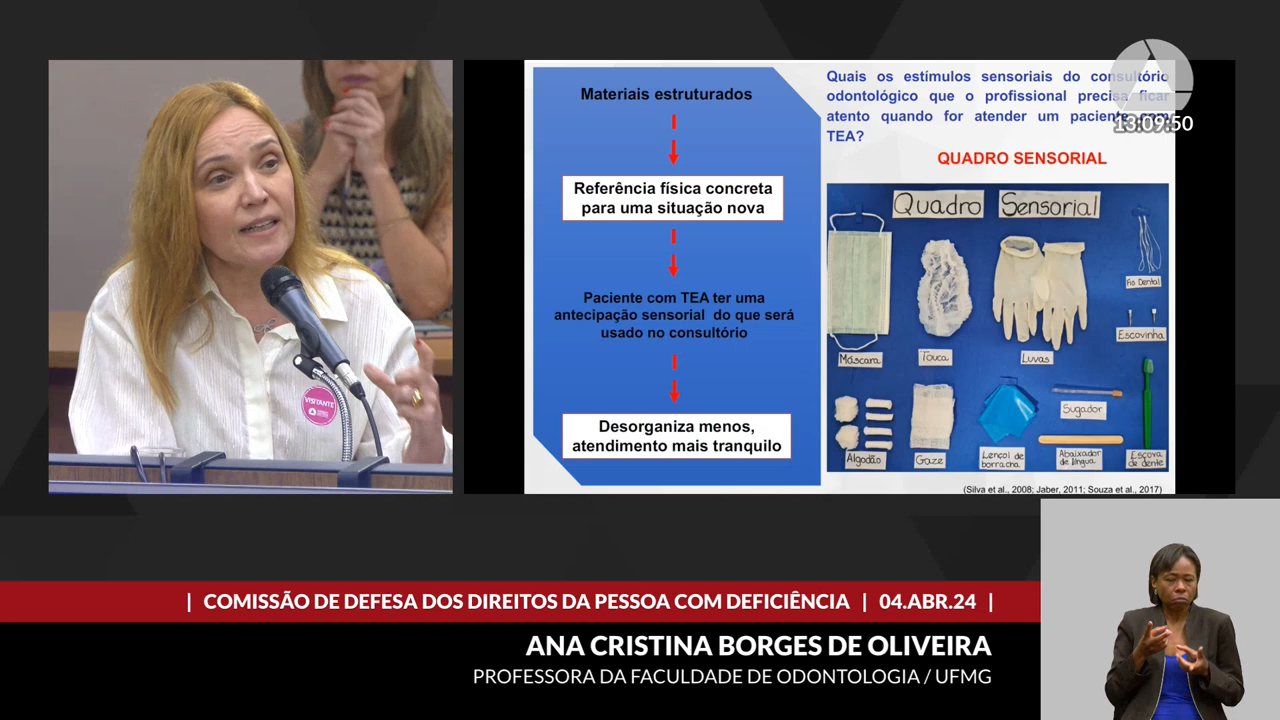 Materiais estruturados
Referência física concreta
para uma situação nova
Paciente com TEA ter uma
antecipação sensorial do que será
usado no consultório
Desorganiza menos,
atendimento mais tranquilo
Quais os estímulos sensoriais do consultório
odontológico que o profissional precisa ficar
atento quando for atender um paciente com
TEA?
QUADRO SENSORIAL
Quadro Sensorial
Fio Dental
Escovinha
Máscara
Touca
Luvas
Sugador
Algodão
Gaze
Lençol de
borracha
Abaixador
de língua
Escova
de dente
(Silva et al., 2008; Jaber, 2011; Souza et al., 2017)
13:09:50
VISITANTE
| COMISSÃO DE DEFESA DOS DIREITOS DA PESSOA COM DEFICIÊNCIA | 04.ABR.24 |
ANA CRISTINA BORGES DE OLIVEIRA
PROFESSORA DA FACULDADE DE ODONTOLOGIA / UFMG